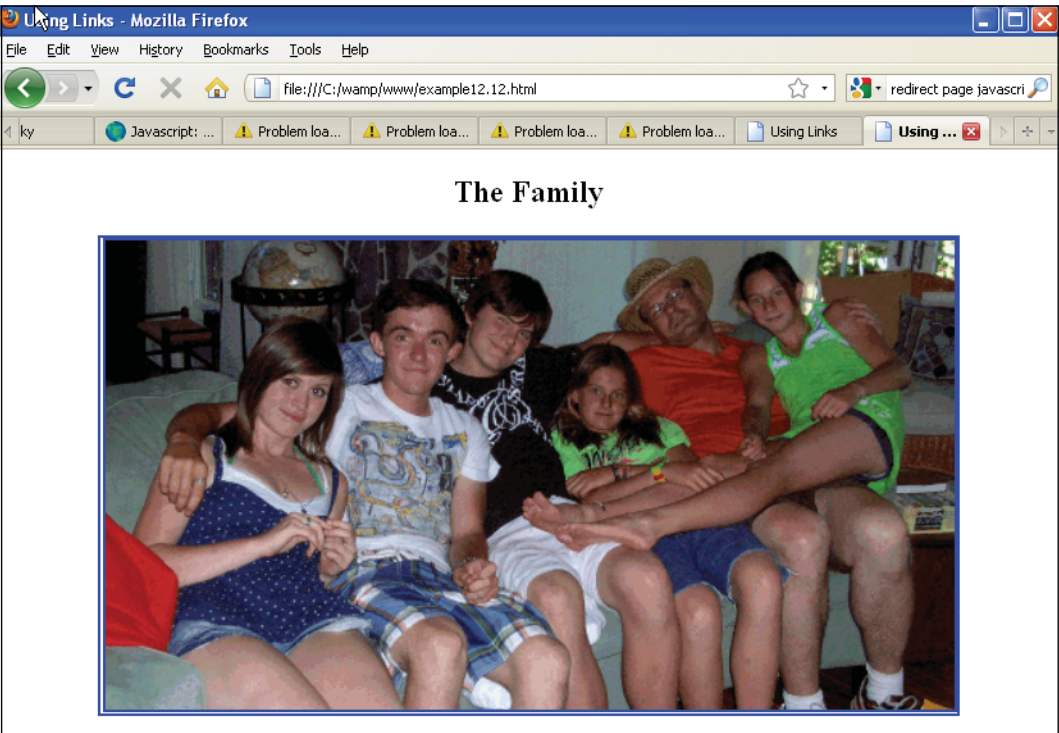 Using Links - Mozilla Firefox
File Edit View History Bookmarks Tools Help
file:///C:/wamp/www/example12.12.html redirect page javascri
ky Javascript: ... Problem loa... Problem loa... Problem loa... Problem loa... Using Links Using ...
The Family